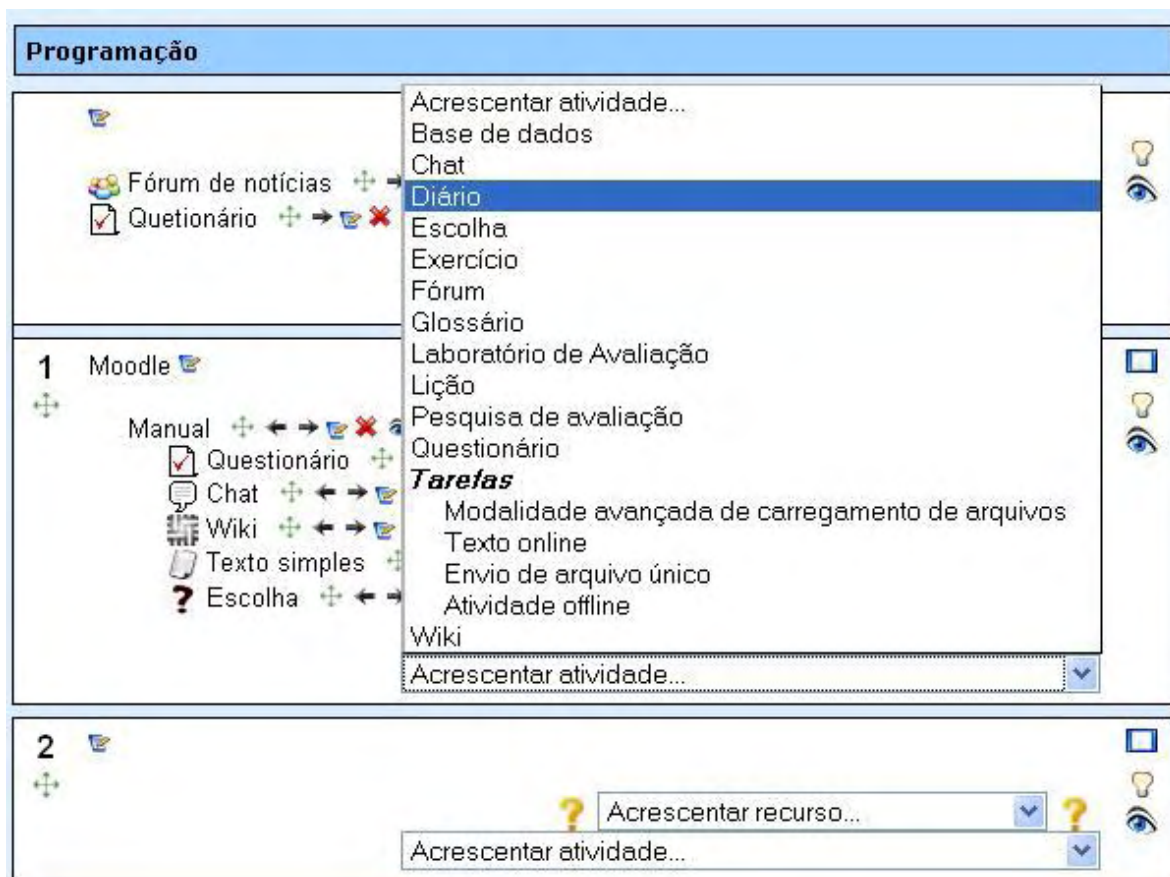 Programação
Fórum de notícias
Quetionário
Acrescentar atividade...
Base de dados
Chat
Diário
Escolha
Exercício
Fórum
Glossário
Laboratório de Avaliação
Lição
Pesquisa de avaliação
Questionário
Tarefas
Modalidade avançada de carregamento de arquivos
Texto online
Envio de arquivo único
Atividade offline
Wiki
Acrescentar atividade...
1 Moodle
Manual
Questionário
Chat
Wiki
Texto simples
Escolha
2
Acrescentar recurso...
Acrescentar atividade...